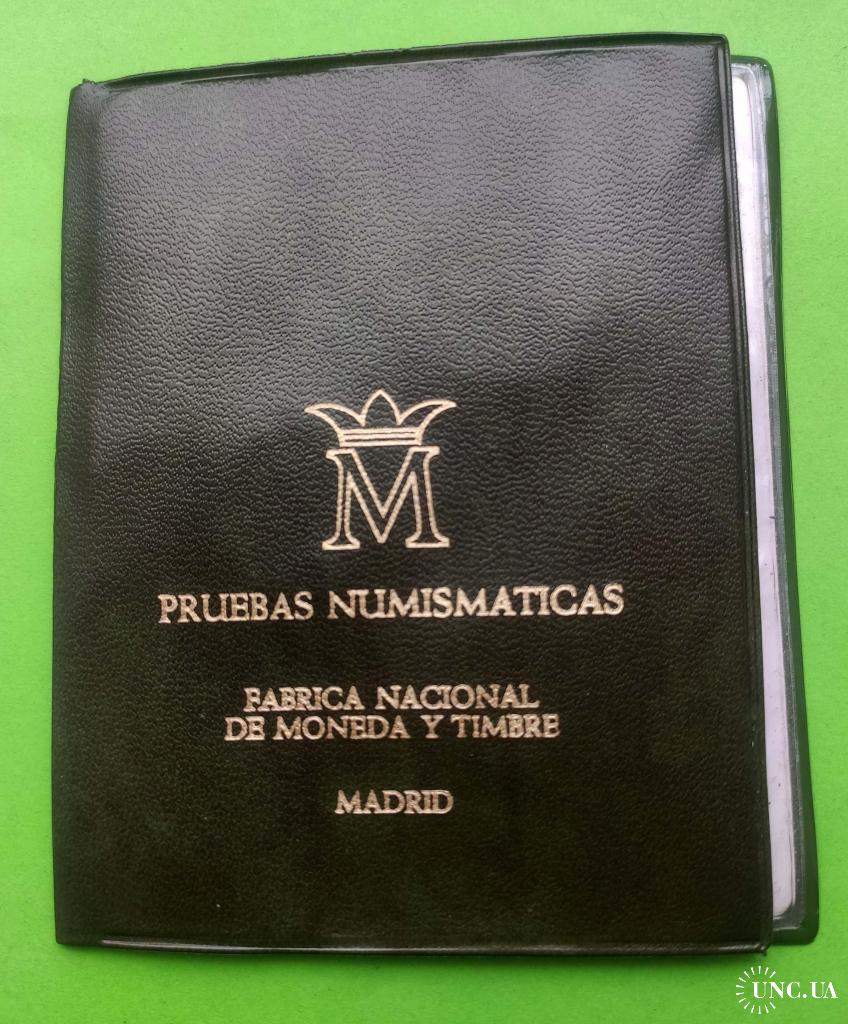 M
PRUEBAS NUMISMATICAS
FABRICA NACIONAL
DE MONEDA Y TIMBRE
MADRID
UNC.UA